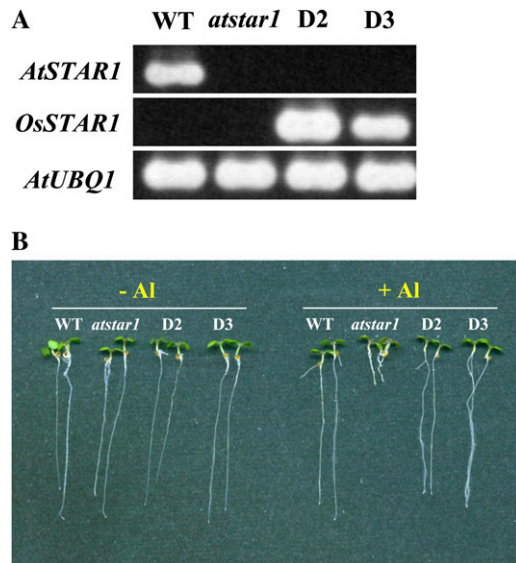 A
WT atstar1 D2 D3
AtSTAR1
OsSTAR1
AtUBQ1
B
- Al + Al
WT atstar1 D2 D3 WT atstar1 D2 D3